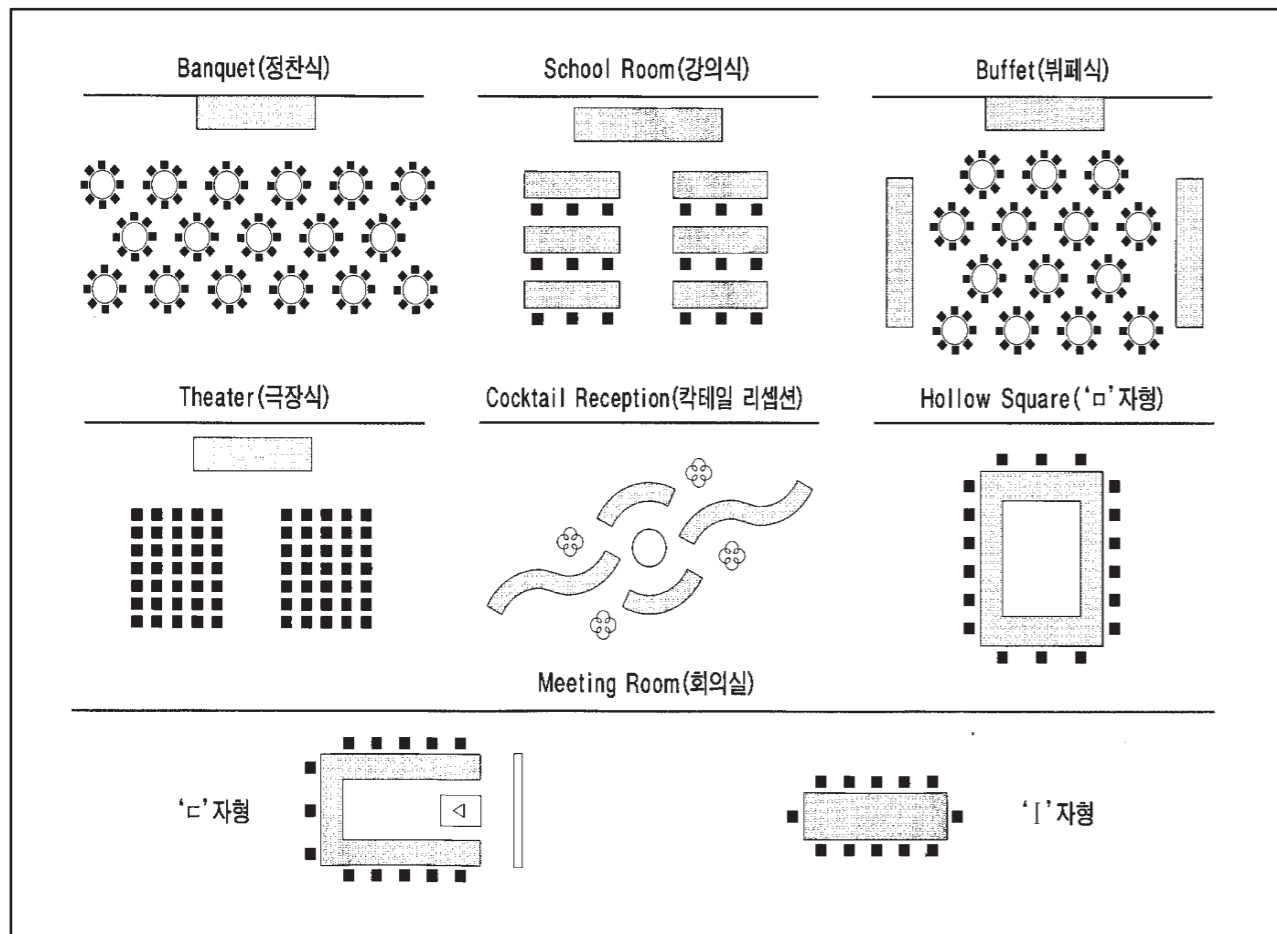 Banquet(정찬식)
School Room(강의식)
Buffet(뷔페식)
Theater(극장식)
Cocktail Reception(칵테일 리셉션)
Hollow Square(‘ㅁ’자형)
Meeting Room(회의실)
‘ㄷ’자형
‘I’자형